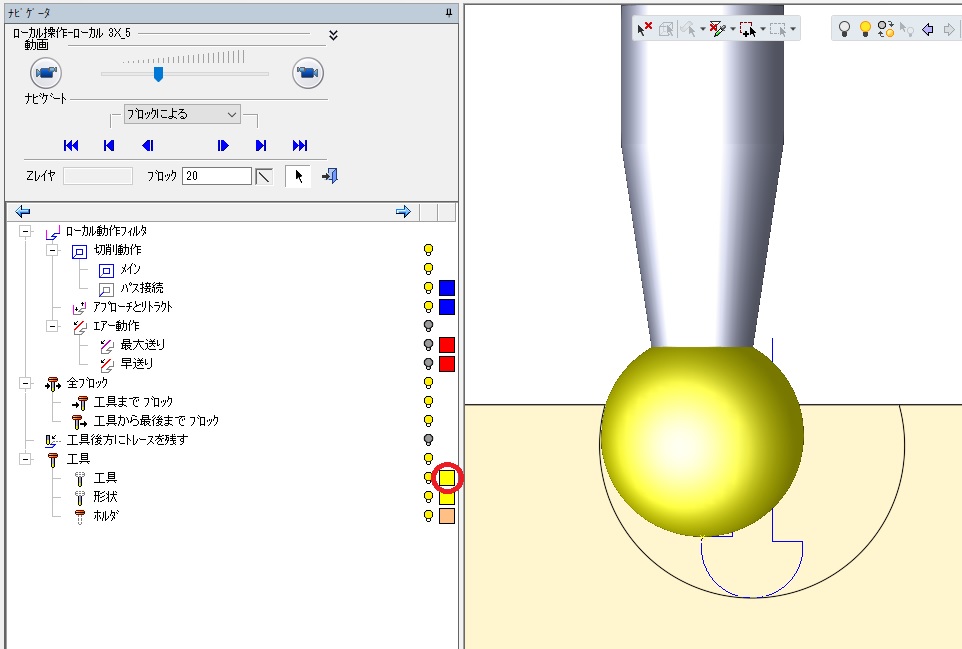 ﾅﾋﾞｹﾞｰﾀ
ﾛｰｶﾙ操作-ﾛｰｶﾙ 3X_5
動画
ﾅﾋﾞｹﾞｰﾄ
ﾌﾞﾛｯｸによる
Zﾚｲﾔ ﾌﾞﾛｯｸ 20
ﾛｰｶﾙ動作ﾌｨﾙﾀ
切削動作
ﾒｲﾝ
ﾊﾟｽ接続
ｱﾌﾟﾛｰﾁとﾘﾄﾗｸﾄ
ｴｱｰ動作
最大送り
早送り
全ﾌﾞﾛｯｸ
工具まで ﾌﾞﾛｯｸ
工具から最後まで ﾌﾞﾛｯｸ
工具後方にﾄﾚｰｽを残す
工具
工具
形状
ﾎﾙﾀﾞ